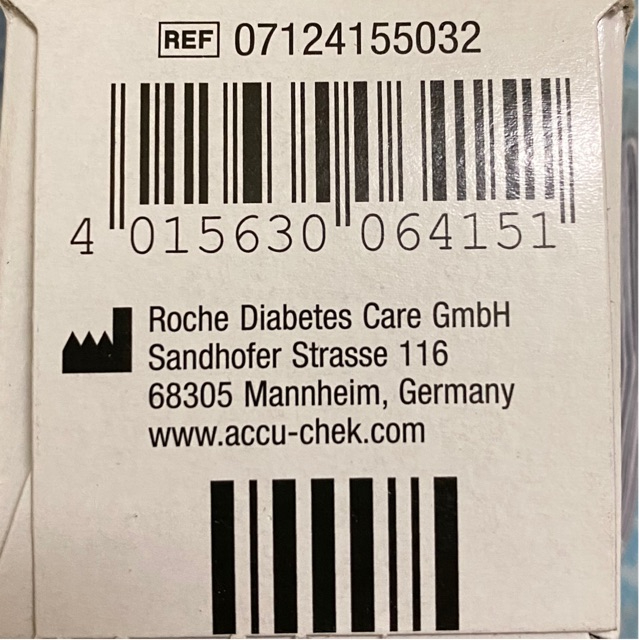 REF 07124155032
4 015630 064151
Roche Diabetes Care GmbH
Sandhofer Strasse 116
68305 Mannheim, Germany
www.accu-chek.com